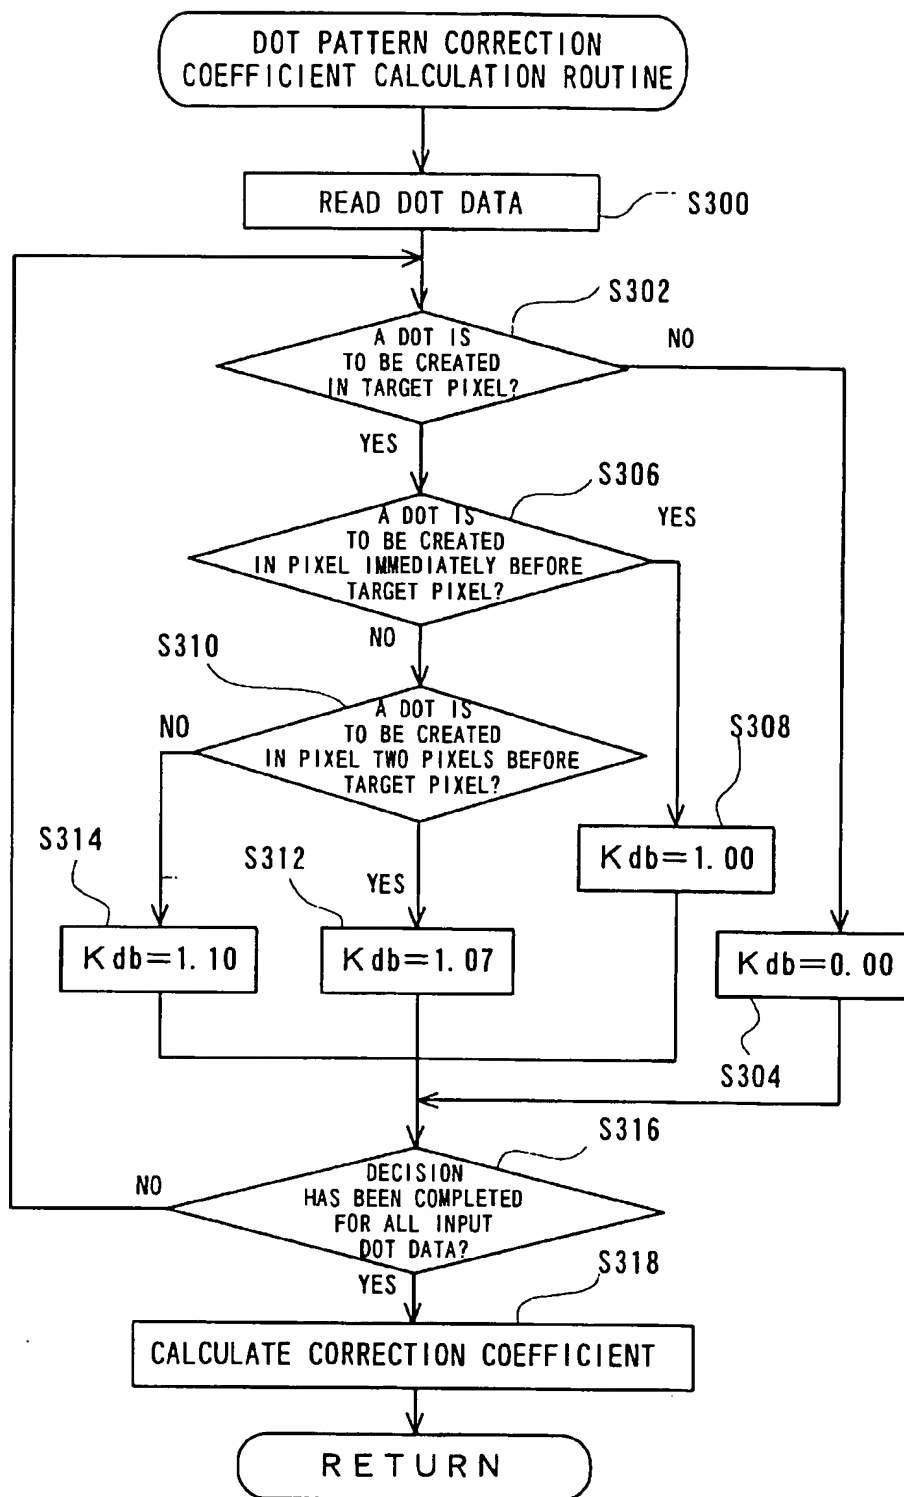 DOT PATTERN CORRECTION
COEFFICIENT CALCULATION ROUTINE
READ DOT DATA
S300
S302
A DOT IS
TO BE CREATED
IN TARGET PIXEL?
NO
YES
S306
A DOT IS
TO BE CREATED
IN PIXEL IMMEDIATELY BEFORE
TARGET PIXEL?
YES
NO
S310
A DOT IS
TO BE CREATED
IN PIXEL TWO PIXELS BEFORE
TARGET PIXEL?
NO
YES
S308
Kdb=1.00
S314
Kdb=1.10
S312
Kdb=1.07
Kdb=0.00
S304
S316
DECISION
HAS BEEN COMPLETED
FOR ALL INPUT
DOT DATA?
NO
YES
S318
CALCULATE CORRECTION COEFFICIENT
RETURN